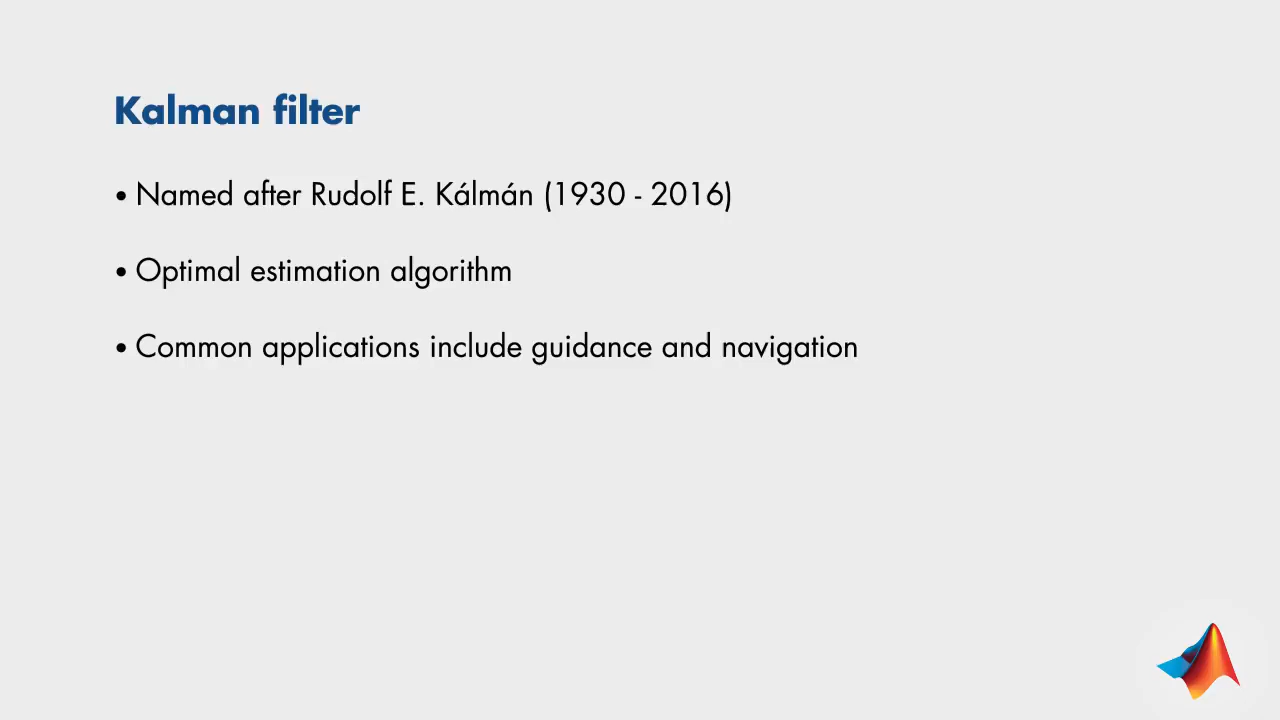 Kalman filter
• Named after Rudolf E. Kálmán (1930 - 2016)
• Optimal estimation algorithm
• Common applications include guidance and navigation